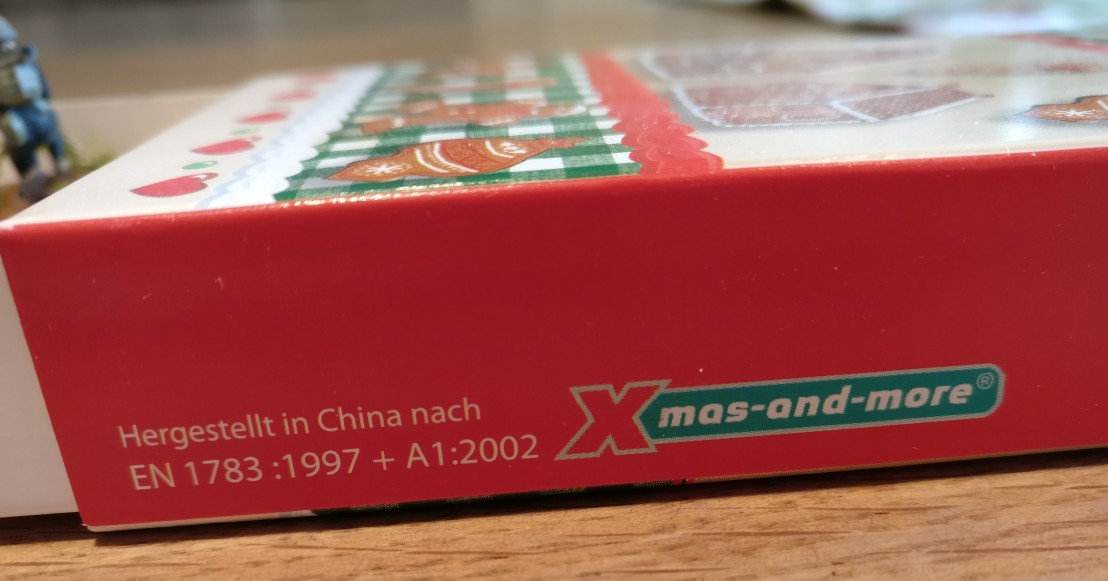 Hergestellt in China nach
EN 1783 :1997 + A1:2002
Xmas-and-more®